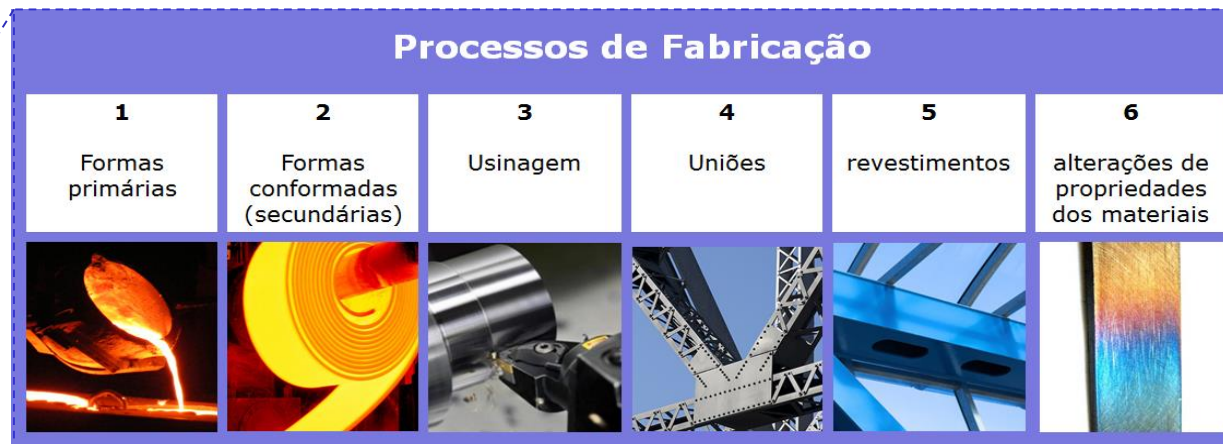 Processos de Fabricação
1
Formas
primárias
2
Formas
conformadas
(secundárias)
3
Usinagem
4
Uniões
5
revestimentos
6
alterações de
propriedades
dos materiais